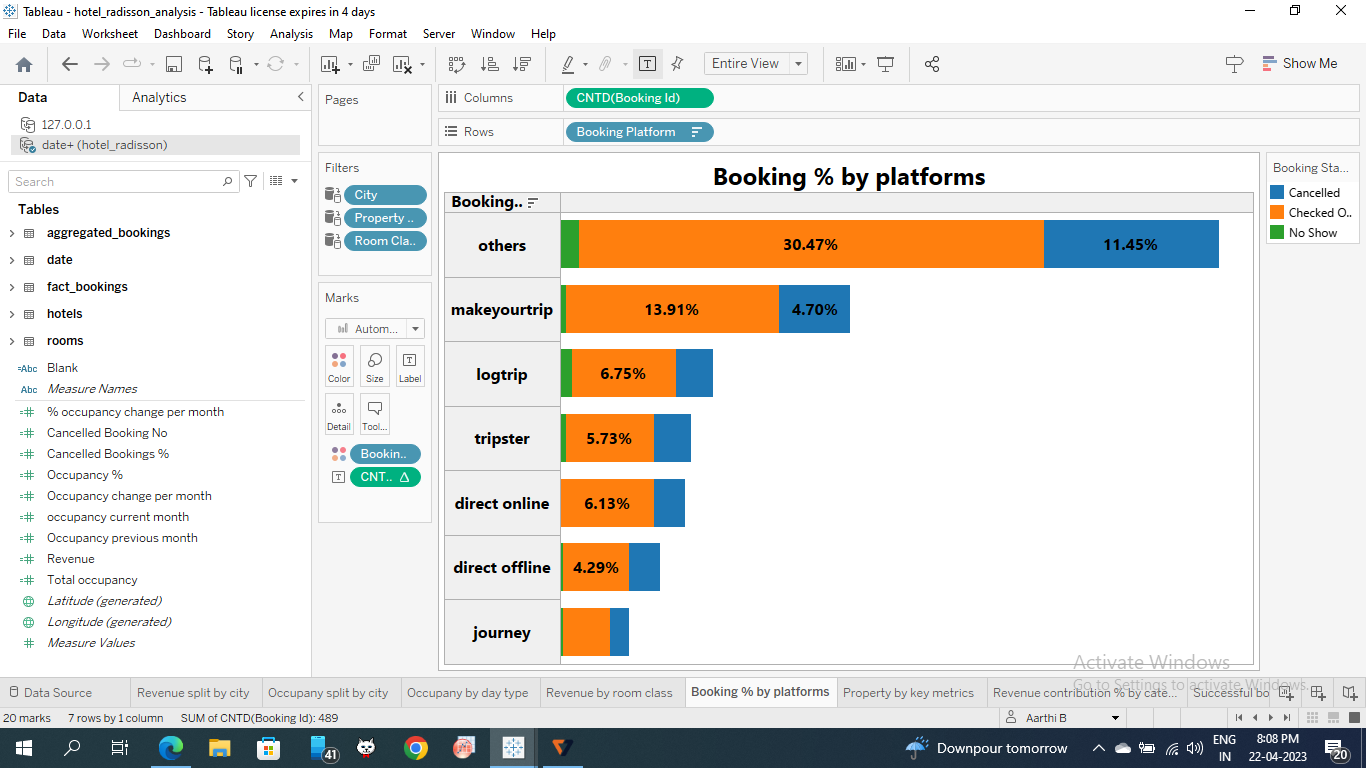 Tableau - hotel_radisson_analysis - Tableau license expires in 4 days
File Data Worksheet Dashboard Story Analysis Map Format Server Window Help
Entire View
Show Me
Data Analytics
127.0.0.1
date+ (hotel_radisson)
Search
Tables
aggregated_bookings
date
fact_bookings
hotels
rooms
=Abc Blank
Abc Measure Names
=# % occupancy change per month
=# Cancelled Booking No
=# Cancelled Bookings %
=# Occupancy %
=# Occupancy change per month
=# occupancy current month
=# Occupancy previous month
=# Revenue
=# Total occupancy
Latitude (generated)
Longitude (generated)
# Measure Values
Pages
Filters
City
Property ..
Room Cla..
Marks
Autom...
Color Size Label
Detail Tool...
Bookin..
CNT.. Δ
Columns CNTD(Booking Id)
Rows Booking Platform
Booking % by platforms
Booking..
others 30.47% 11.45%
makeyourtrip 13.91% 4.70%
logtrip 6.75%
tripster 5.73%
direct online 6.13%
direct offline 4.29%
journey
Booking Sta...
Cancelled
Checked O..
No Show
Activate Windows
Go to Settings to activate Windows.
Data Source Revenue split by city Occupany split by city Occupany by day type Revenue by room class Booking % by platforms Property by key metrics Revenue contribution % by cate... Successful bo
20 marks 7 rows by 1 column SUM of CNTD(Booking Id): 489 Aarthi B
41 Downpour tomorrow ENG IN 8:08 PM 22-04-2023 20